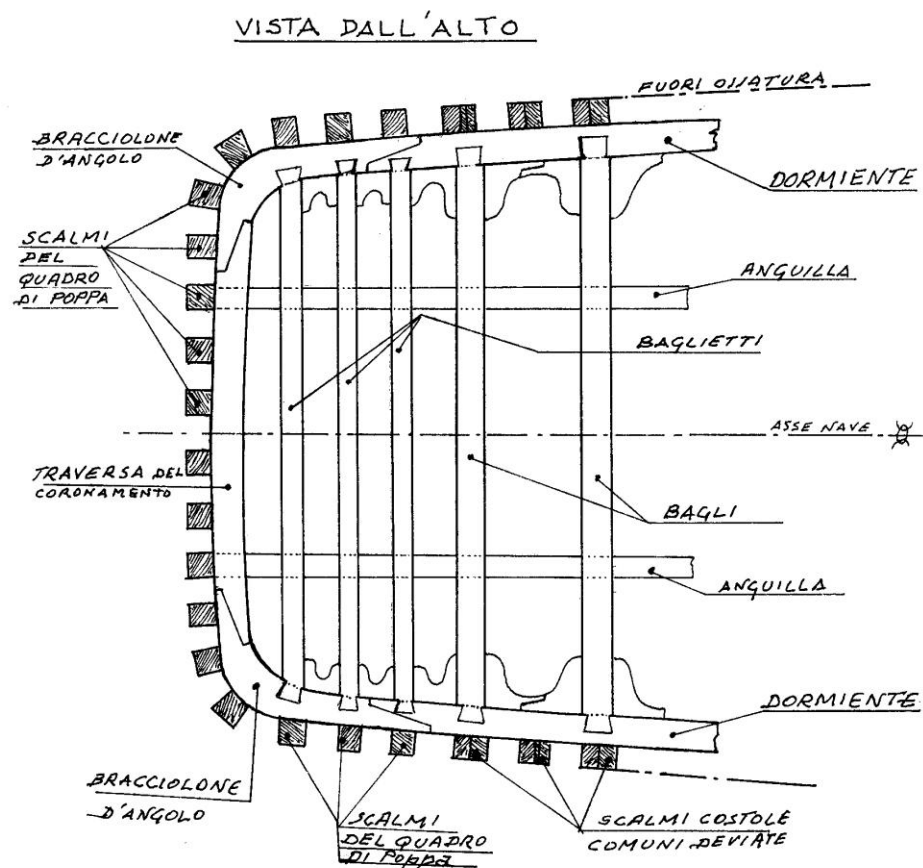 VISTA DALL'ALTO
FUORI OSSATURA
BRACCIOLONE
D'ANGOLO
DORMIENTE
SCALMI
DEL
QUADRO
DI POPPA
ANGUILLA
BAGLIETTI
ASSE NAVE
TRAVERSA DEL
CORONAMENTO
BAGLI
ANGUILLA
DORMIENTE
BRACCIOLONE
D'ANGOLO
SCALMI
DEL QUADRO
DI POPPA
SCALMI COSTOLE
COMUNI DEVIATE